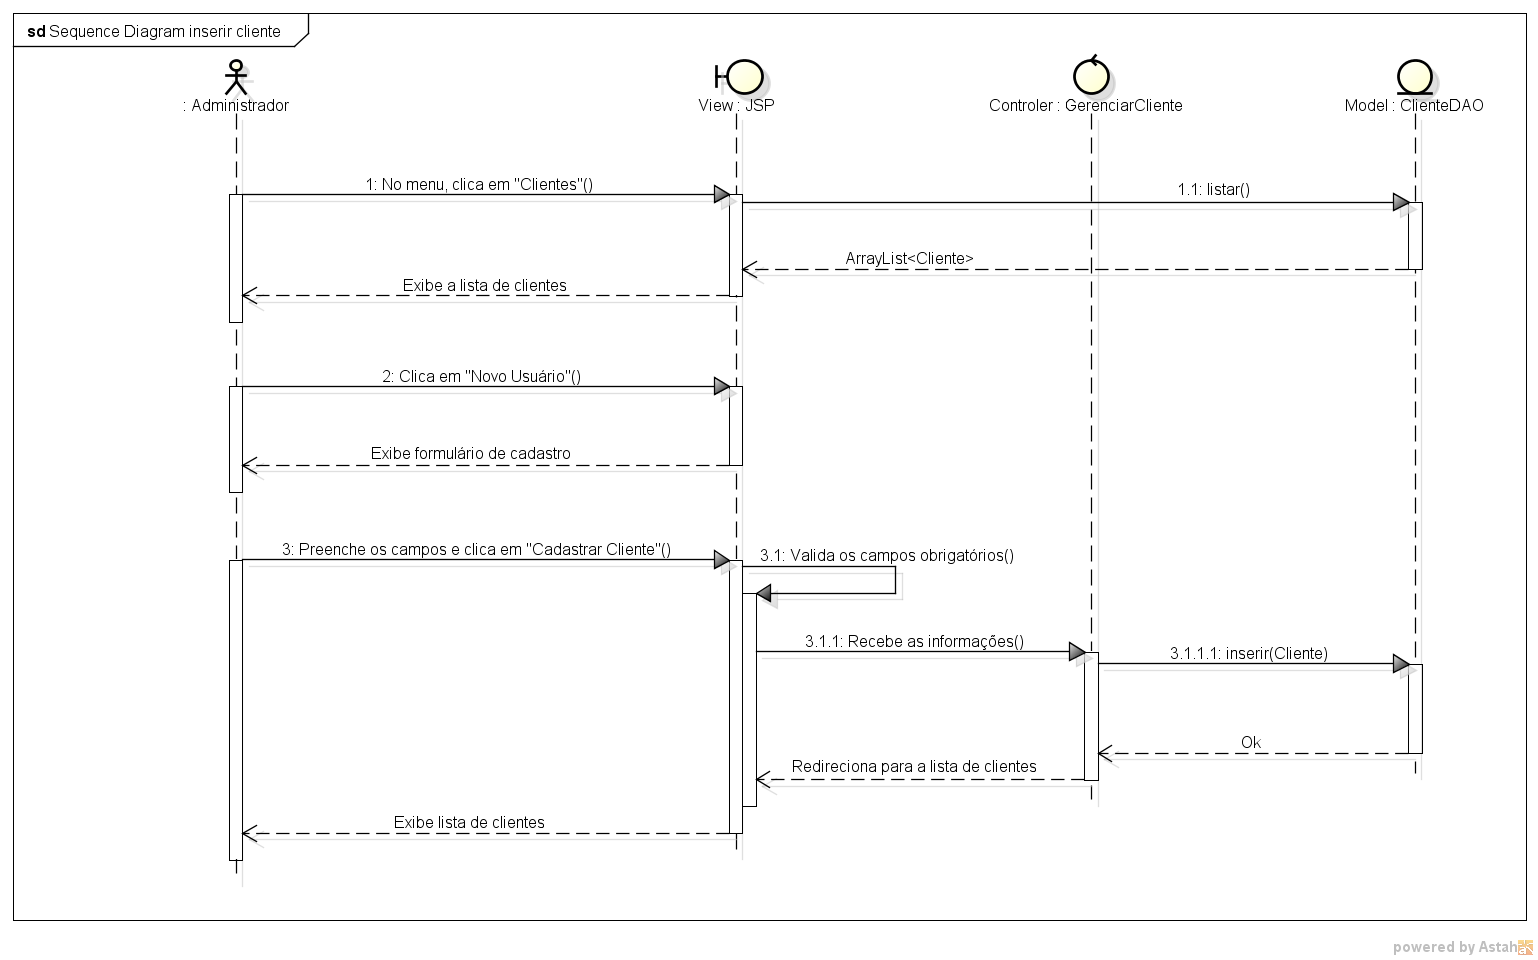 sd Sequence Diagram inserir cliente
: Administrador
View : JSP
Controler : GerenciarCliente
Model : ClienteDAO
1: No menu, clica em "Clientes"()
1.1: listar()
ArrayList<Cliente>
Exibe a lista de clientes
2: Clica em "Novo Usuário"()
Exibe formulário de cadastro
3: Preenche os campos e clica em "Cadastrar Cliente"()
3.1: Valida os campos obrigatórios()
3.1.1: Recebe as informações()
3.1.1.1: inserir(Cliente)
Ok
Redireciona para a lista de clientes
Exibe lista de clientes
powered by Astah